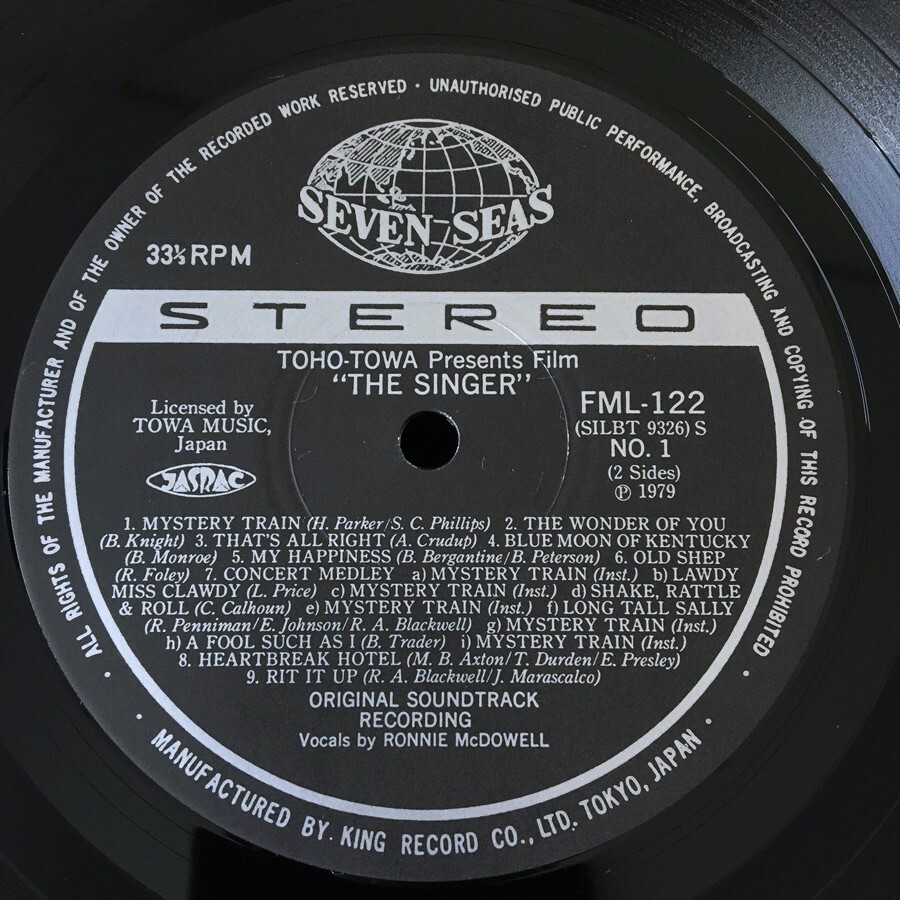 ALL RIGHTS OF THE MANUFACTURER AND OF THE OWNER OF THE RECORDED WORK RESERVED · UNAUTHORISED PUBLIC PERFORMANCE, BROADCASTING AND COPYING OF THIS RECORD PROHIBITED
SEVEN SEAS
33⅓ RPM
STEREO
TOHO-TOWA Presents Film
"THE SINGER"
Licensed by
TOWA MUSIC,
Japan
JASRAC
FML-122
(SILBT 9326) S
NO. 1
(2 Sides)
Ⓟ 1979
1. MYSTERY TRAIN (H. Parker/S. C. Phillips) 2. THE WONDER OF YOU
(B. Knight) 3. THAT'S ALL RIGHT (A. Crudup) 4. BLUE MOON OF KENTUCKY
(B. Monroe) 5. MY HAPPINESS (B. Bergantine/B. Peterson) 6. OLD SHEP
(R. Foley) 7. CONCERT MEDLEY a) MYSTERY TRAIN (Inst.) b) LAWDY
MISS CLAWDY (L. Price) c) MYSTERY TRAIN (Inst.) d) SHAKE, RATTLE
& ROLL (C. Calhoun) e) MYSTERY TRAIN (Inst.) f) LONG TALL SALLY
(R. Penniman/E. Johnson/R. A. Blackwell) g) MYSTERY TRAIN (Inst.)
h) A FOOL SUCH AS I (B. Trader) i) MYSTERY TRAIN (Inst.)
8. HEARTBREAK HOTEL (M. B. Axton/T. Durden/E. Presley)
9. RIT IT UP (R. A. Blackwell/J. Marascalco)
ORIGINAL SOUNDTRACK
RECORDING
Vocals by RONNIE McDOWELL
· MANUFACTURED BY. KING RECORD CO., LTD. TOKYO, JAPAN ·